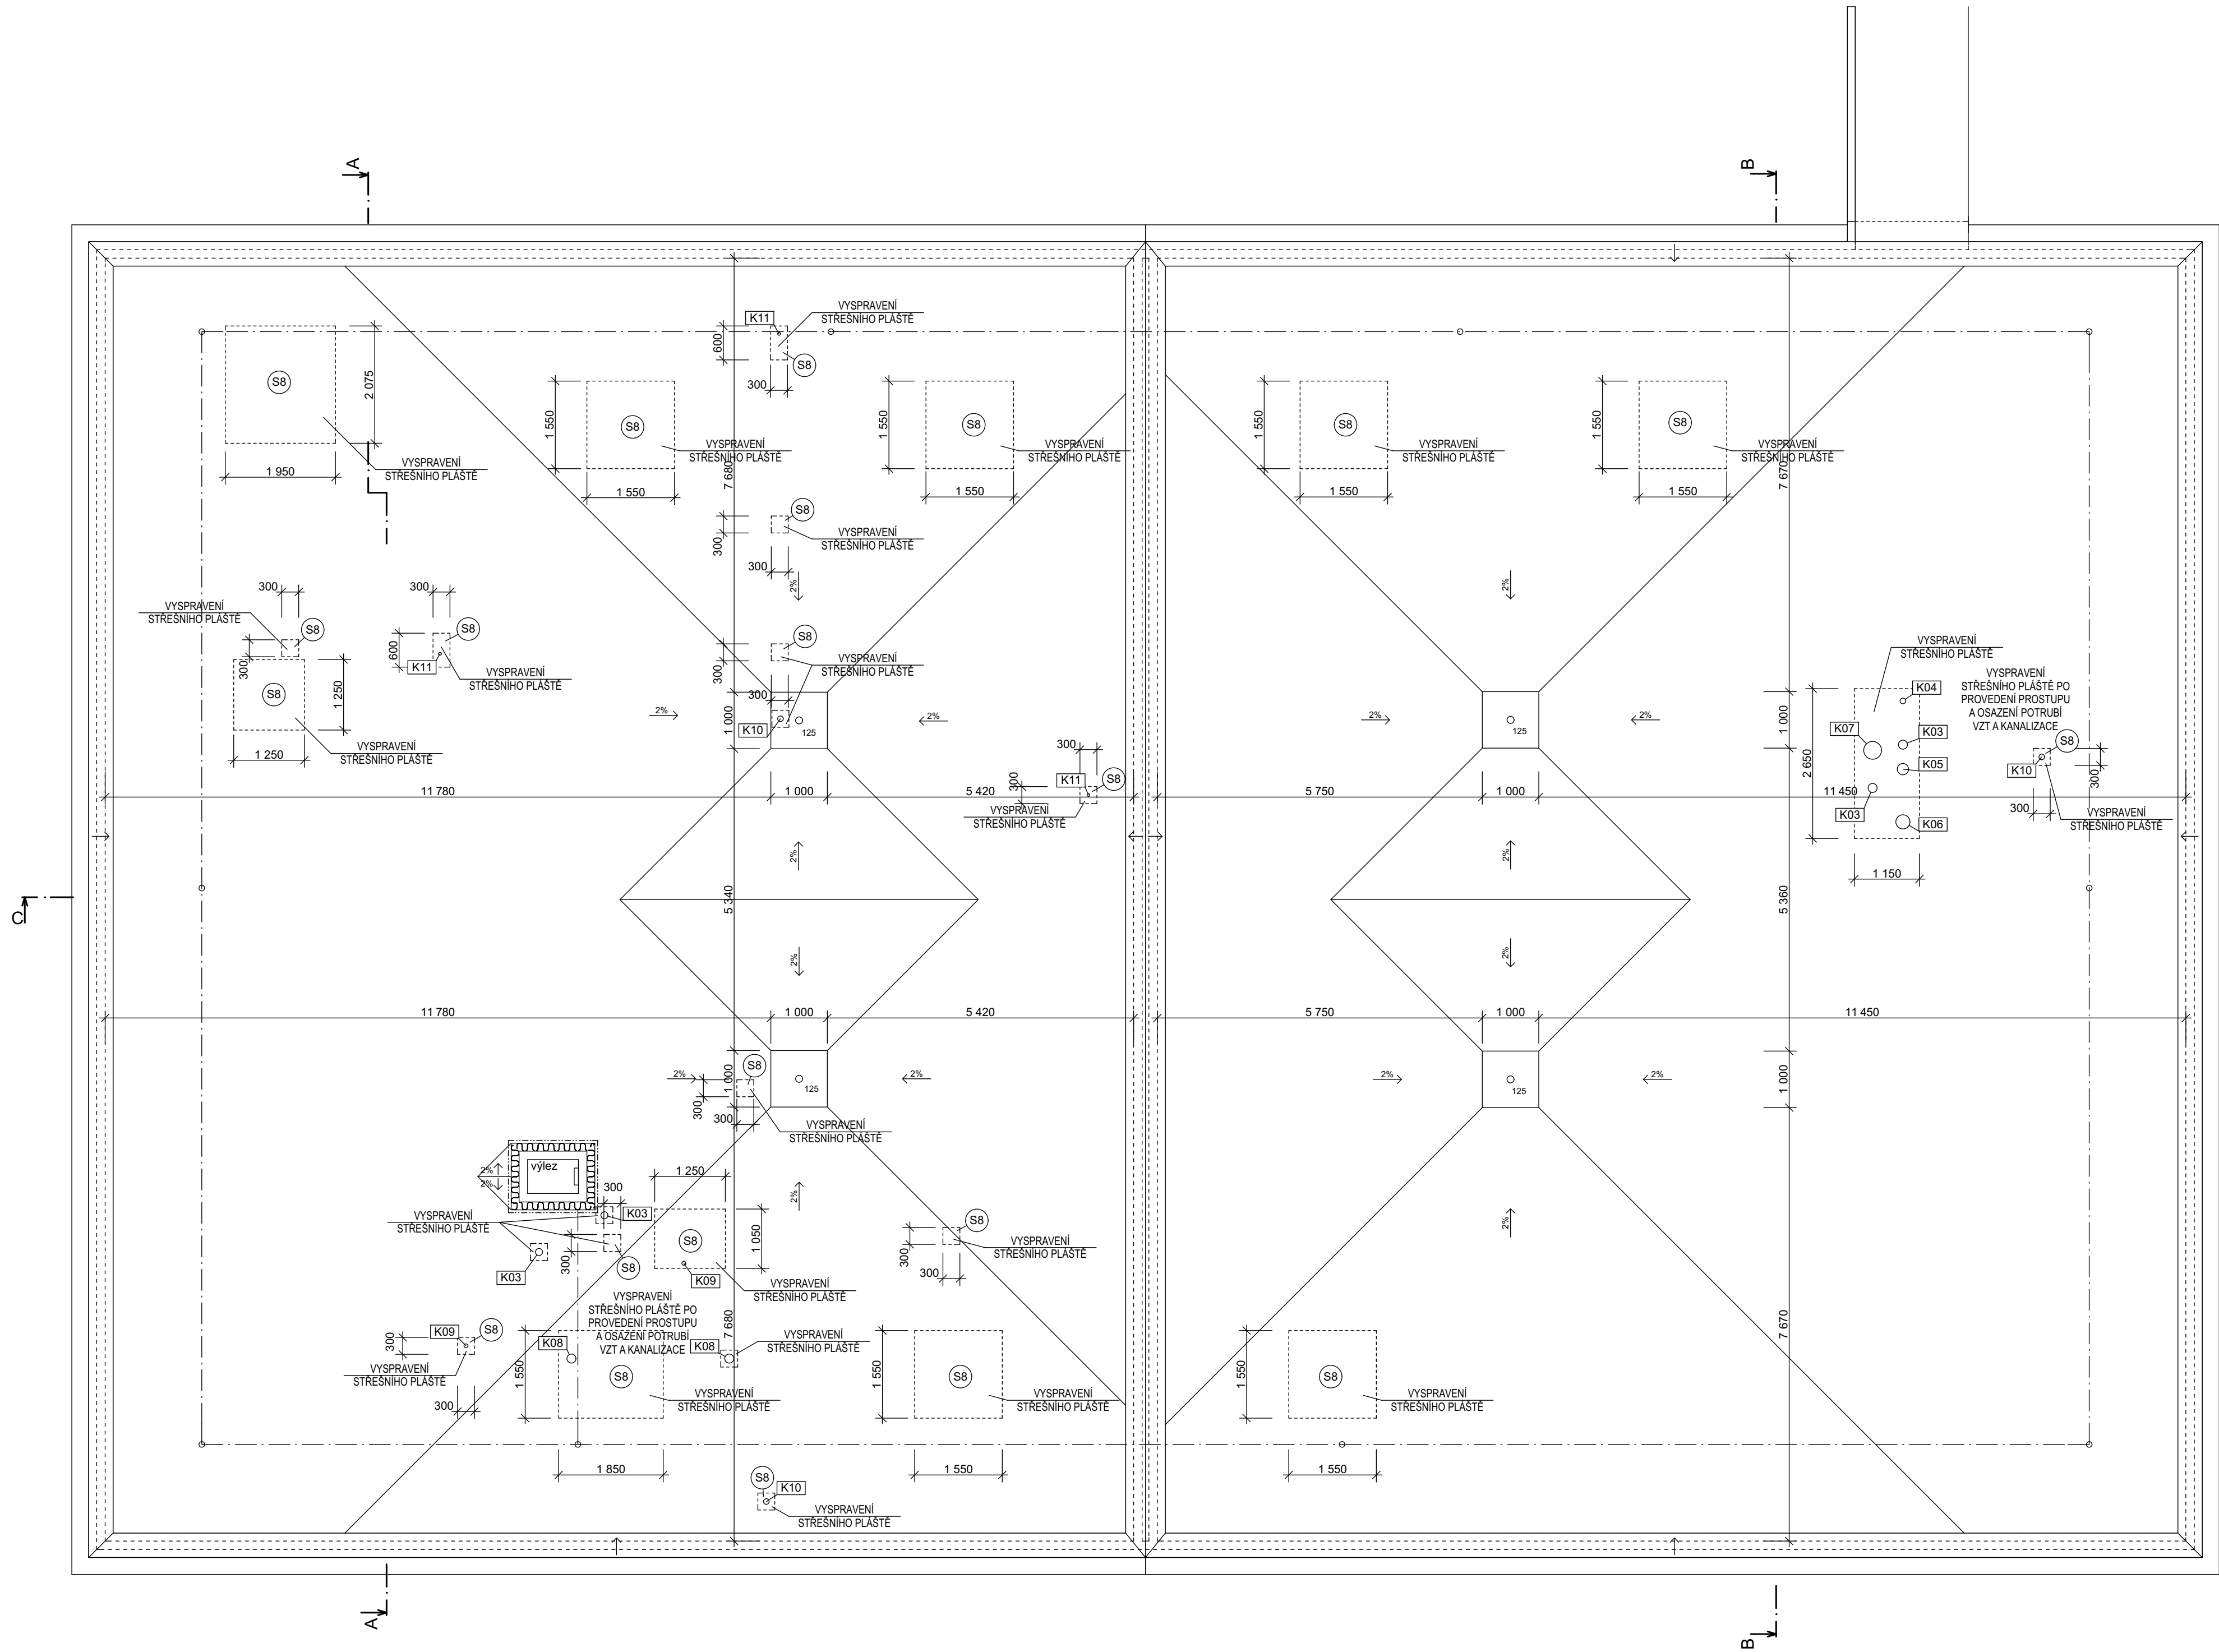 A
B
K11
VYSPRAVENÍ
STŘEŠNÍHO PLÁŠTĚ
600
S8
300
S8
2 075
1 950
VYSPRAVENÍ
STŘEŠNÍHO PLÁŠTĚ
1 550
S8
1 550
VYSPRAVENÍ
STŘEŠNÍHO PLÁŠTĚ
7 680
1 550
S8
1 550
VYSPRAVENÍ
STŘEŠNÍHO PLÁŠTĚ
1 550
S8
1 550
VYSPRAVENÍ
STŘEŠNÍHO PLÁŠTĚ
1 550
S8
1 550
VYSPRAVENÍ
STŘEŠNÍHO PLÁŠTĚ
7 670
S8
300
VYSPRAVENÍ
STŘEŠNÍHO PLÁŠTĚ
300
2%
2%
300
VYSPRAVENÍ
STŘEŠNÍHO PLÁŠTĚ
S8
300
S8
1 250
1 250
VYSPRAVENÍ
STŘEŠNÍHO PLÁŠTĚ
300
600
S8
K11
VYSPRAVENÍ
STŘEŠNÍHO PLÁŠTĚ
S8
300
VYSPRAVENÍ
STŘEŠNÍHO PLÁŠTĚ
300
K10
1 000
125
2%
2%
2%
125
2%
1 000
VYSPRAVENÍ
STŘEŠNÍHO PLÁŠTĚ
VYSPRAVENÍ
STŘEŠNÍHO PLÁŠTĚ PO
PROVEDENÍ PROSTUPU
A OSAZENÍ POTRUBÍ
VZT A KANALIZACE
K04
K07
K03
K05
K03
K06
2 650
1 150
S8
K10
300
300
VYSPRAVENÍ
STŘEŠNÍHO PLÁŠTĚ
300
K11
S8
300
VYSPRAVENÍ
STŘEŠNÍHO PLÁŠTĚ
11 780
1 000
5 420
5 750
1 000
11 450
2%
2%
C
5 340
5 360
2%
2%
11 780
1 000
5 420
5 750
1 000
11 450
2%
S8
1 000
300
300
125
2%
2%
125
2%
1 000
VYSPRAVENÍ
STŘEŠNÍHO PLÁŠTĚ
výlez
2%
2%
300
K03
VYSPRAVENÍ
STŘEŠNÍHO PLÁŠTĚ
K03
300
S8
1 250
S8
1 050
K09
VYSPRAVENÍ
STŘEŠNÍHO PLÁŠTĚ
2%
2%
S8
300
300
VYSPRAVENÍ
STŘEŠNÍHO PLÁŠTĚ
VYSPRAVENÍ
STŘEŠNÍHO PLÁŠTĚ PO
PROVEDENÍ PROSTUPU
A OSAZENÍ POTRUBÍ
VZT A KANALIZACE
K09
S8
300
VYSPRAVENÍ
STŘEŠNÍHO PLÁŠTĚ
300
K08
K08
7 680
VYSPRAVENÍ
STŘEŠNÍHO PLÁŠTĚ
1 550
S8
VYSPRAVENÍ
STŘEŠNÍHO PLÁŠTĚ
1 850
1 550
S8
VYSPRAVENÍ
STŘEŠNÍHO PLÁŠTĚ
1 550
1 550
S8
VYSPRAVENÍ
STŘEŠNÍHO PLÁŠTĚ
1 550
7 670
S8
K10
VYSPRAVENÍ
STŘEŠNÍHO PLÁŠTĚ
A
B